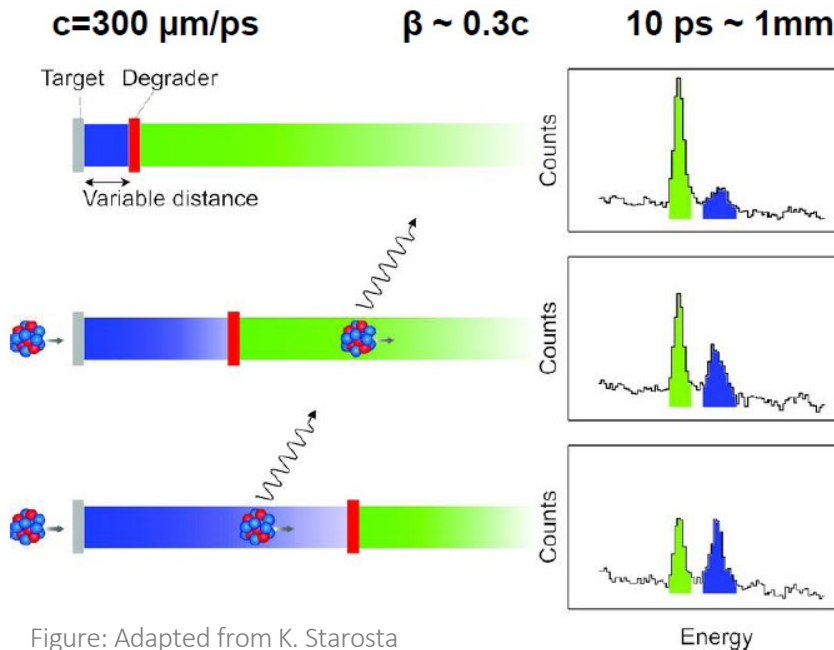 c=300 µm/ps β ~ 0.3c 10 ps ~ 1mm
Target Degrader
Variable distance
Counts
Counts
Counts
Figure: Adapted from K. Starosta
Energy